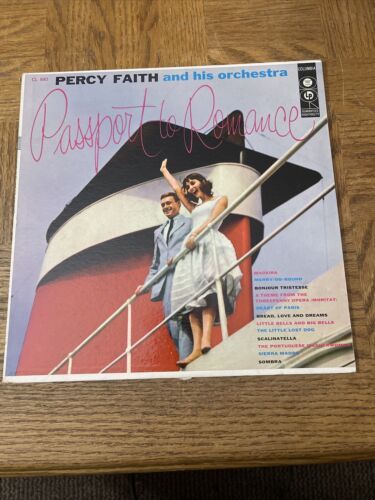 CL 880
PERCY FAITH and his orchestra
COLUMBIA
Passport to Romance
MADEIRA
MERRY-GO-ROUND
BONJOUR TRISTESSE
A THEME FROM THE
THREEPENNY OPERA (MORITAT)
HEART OF PARIS
BREAD, LOVE AND DREAMS
LITTLE BELLS AND BIG BELLS
THE LITTLE LOST DOG
SCALINATELLA
THE PORTUGUESE
SIERRA MADRE
SOMBRA